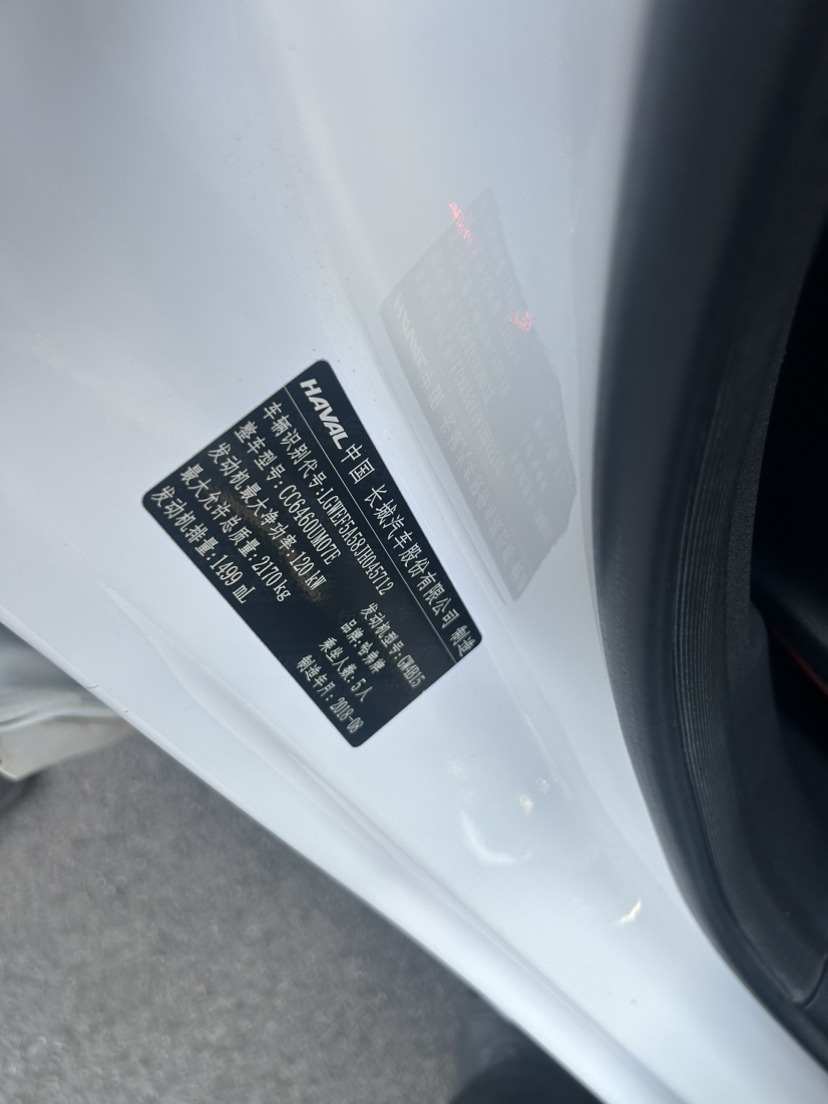 HAVAL 中国 长城汽车股份有限公司 制造
车辆识别代号:LGWEF5A58JH045712
整车型号:CC6460UM07E 发动机型号:GW4B15
发动机最大净功率:120 kW 品牌:哈弗牌
最大允许总质量:2170kg 乘坐人数:5人
发动机排量:1499 mL 制造年月:2018-08